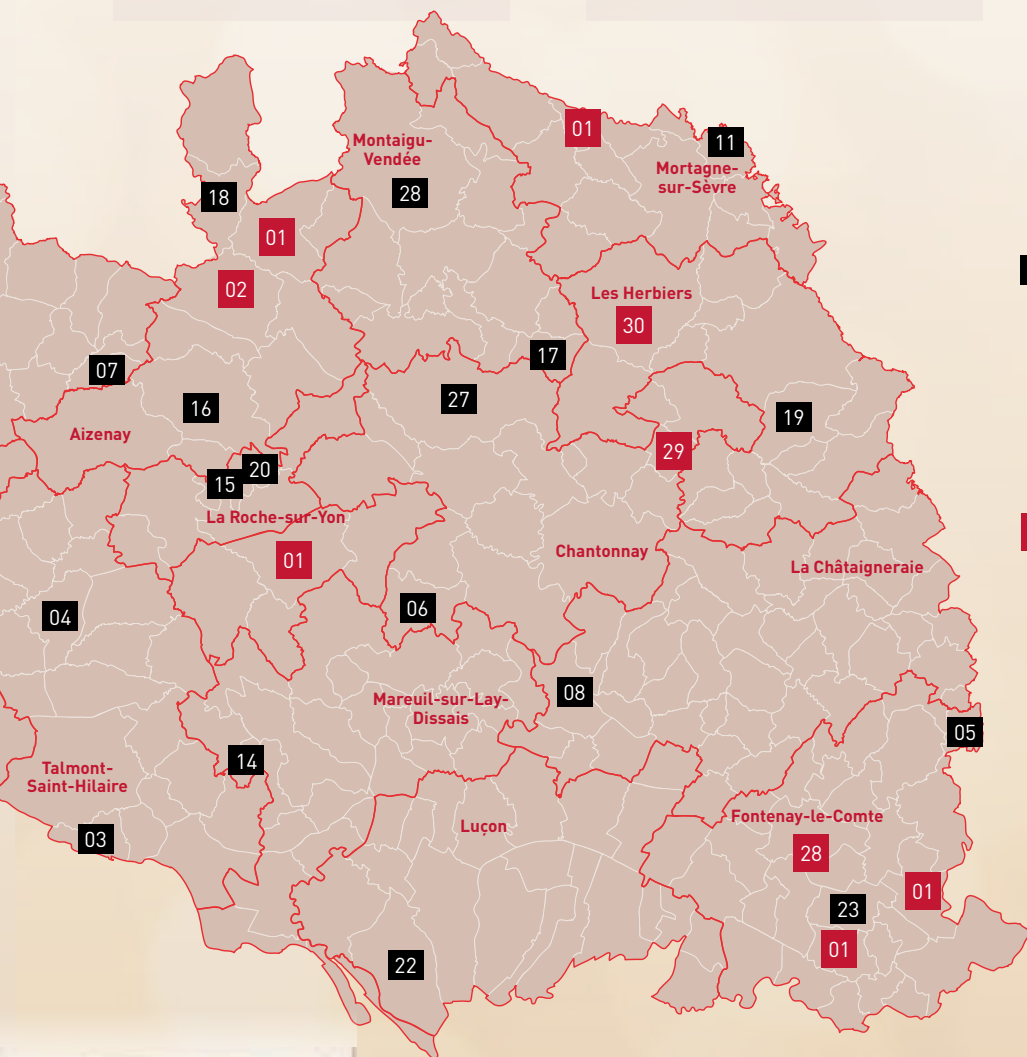 01
11
Montaigu-
Vendée
Mortagne-
sur-Sèvre
18
28
01
02
Les Herbiers
30
17
07
27
16
19
Aizenay
29
20
15
La Roche-sur-Yon
01
Chantonnay
La Châtaigneraie
04
06
08
Mareuil-sur-Lay-
Dissais
05
14
Talmont-
Saint-Hilaire
Fontenay-le-Comte
Luçon
03
28
01
23
01
22